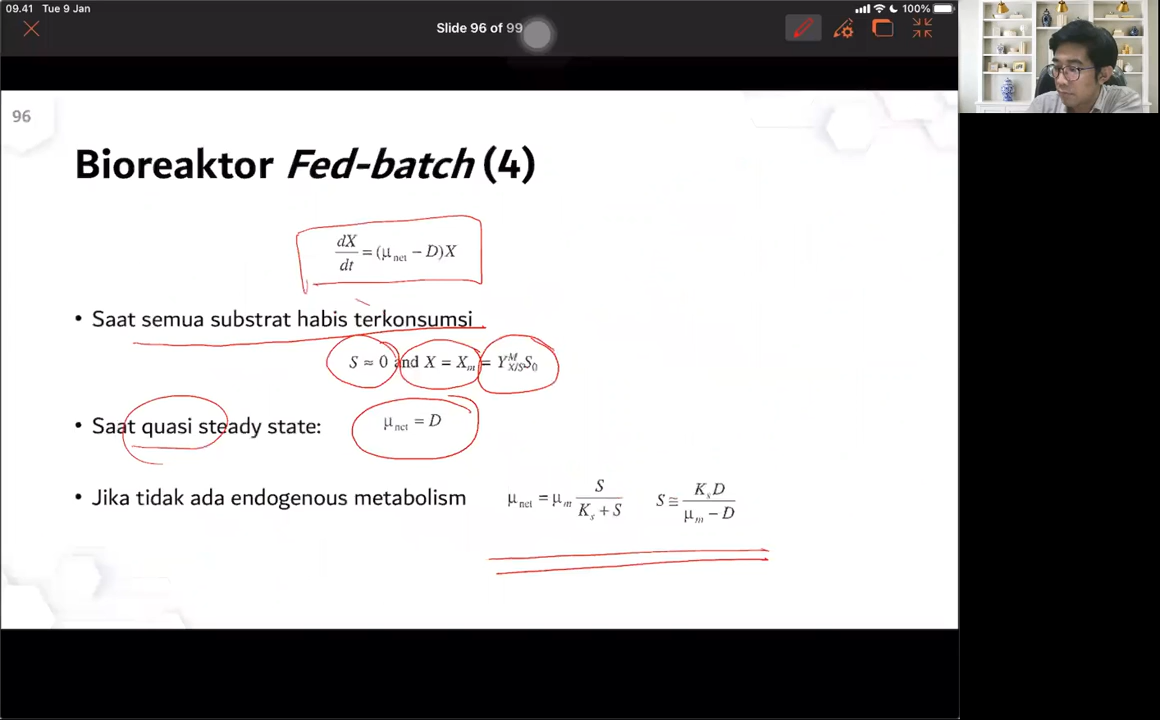 09.41 Tue 9 Jan
100%
Slide 96 of 99
96
Bioreaktor Fed-batch (4)
dX/dt = (μnet − D)X
• Saat semua substrat habis terkonsumsi
S ≈ 0 and X = Xm = Y^M_X/S S0
• Saat quasi steady state: μnet = D
• Jika tidak ada endogenous metabolism μnet = μm S/(Ks + S) S ≅ KsD/(μm − D)